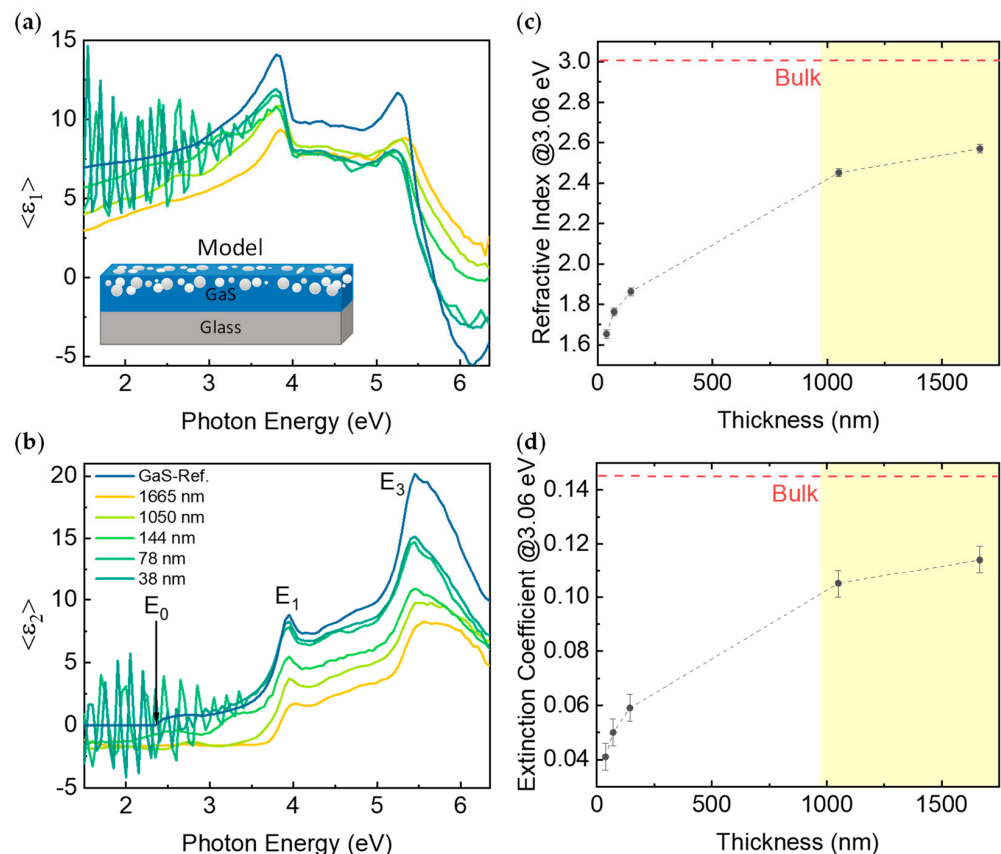 (a)
<ε₁>
15
10
5
0
-5
Model
GaS
Glass
2 3 4 5 6
Photon Energy (eV)
(b)
<ε₂>
20
15
10
5
0
-5
GaS-Ref.
1665 nm
1050 nm
144 nm
78 nm
38 nm
E₀
E₁
E₃
2 3 4 5 6
Photon Energy (eV)
(c)
Refractive Index @3.06 eV
3.0
2.8
2.6
2.4
2.2
2.0
1.8
1.6
Bulk
0 500 1000 1500
Thickness (nm)
(d)
Extinction Coefficient @3.06 eV
0.14
0.12
0.10
0.08
0.06
0.04
Bulk
0 500 1000 1500
Thickness (nm)